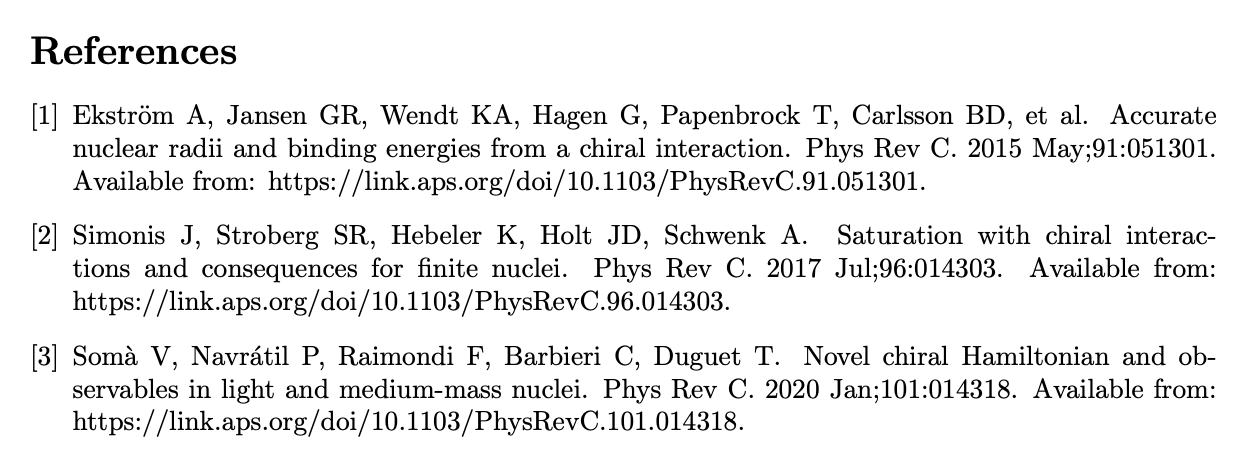 References
[1] Ekström A, Jansen GR, Wendt KA, Hagen G, Papenbrock T, Carlsson BD, et al. Accurate
nuclear radii and binding energies from a chiral interaction. Phys Rev C. 2015 May;91:051301.
Available from: https://link.aps.org/doi/10.1103/PhysRevC.91.051301.
[2] Simonis J, Stroberg SR, Hebeler K, Holt JD, Schwenk A. Saturation with chiral interac-
tions and consequences for finite nuclei. Phys Rev C. 2017 Jul;96:014303. Available from:
https://link.aps.org/doi/10.1103/PhysRevC.96.014303.
[3] Somà V, Navrátil P, Raimondi F, Barbieri C, Duguet T. Novel chiral Hamiltonian and ob-
servables in light and medium-mass nuclei. Phys Rev C. 2020 Jan;101:014318. Available from:
https://link.aps.org/doi/10.1103/PhysRevC.101.014318.